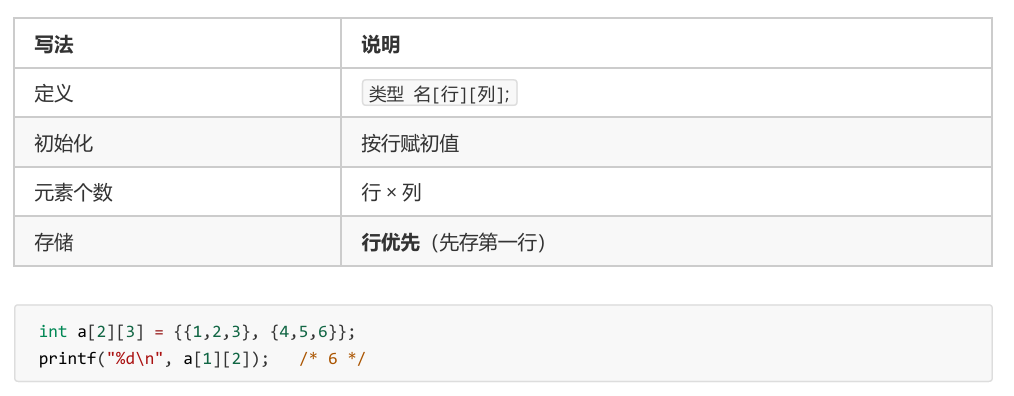 写法 说明
定义 类型 名[行][列];
初始化 按行赋初值
元素个数 行 × 列
存储 行优先（先存第一行）
int a[2][3] = {{1,2,3}, {4,5,6}};
printf("%d\n", a[1][2]);   /* 6 */